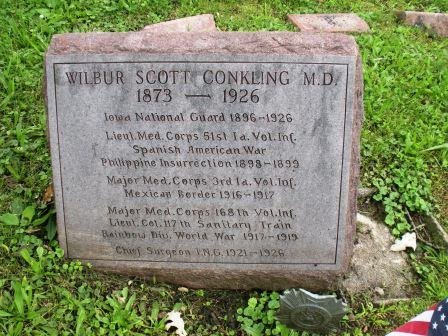 WILBUR SCOTT CONKLING M.D.
1873 — 1926
Iowa National Guard 1896-1926
Lieut. Med. Corps 51st Ia. Vol. Inf.
Spanish American War
Philippine Insurrection 1898-1899
Major Med. Corps 3rd Ia. Vol. Inf.
Mexican Border 1916-1917
Major Med. Corps 168th Vol. Inf.
Lieut. Col. 117th Sanitary Train
Rainbow Div. World War 1917-1919
Chief Surgeon I.N.G. 1921-1926